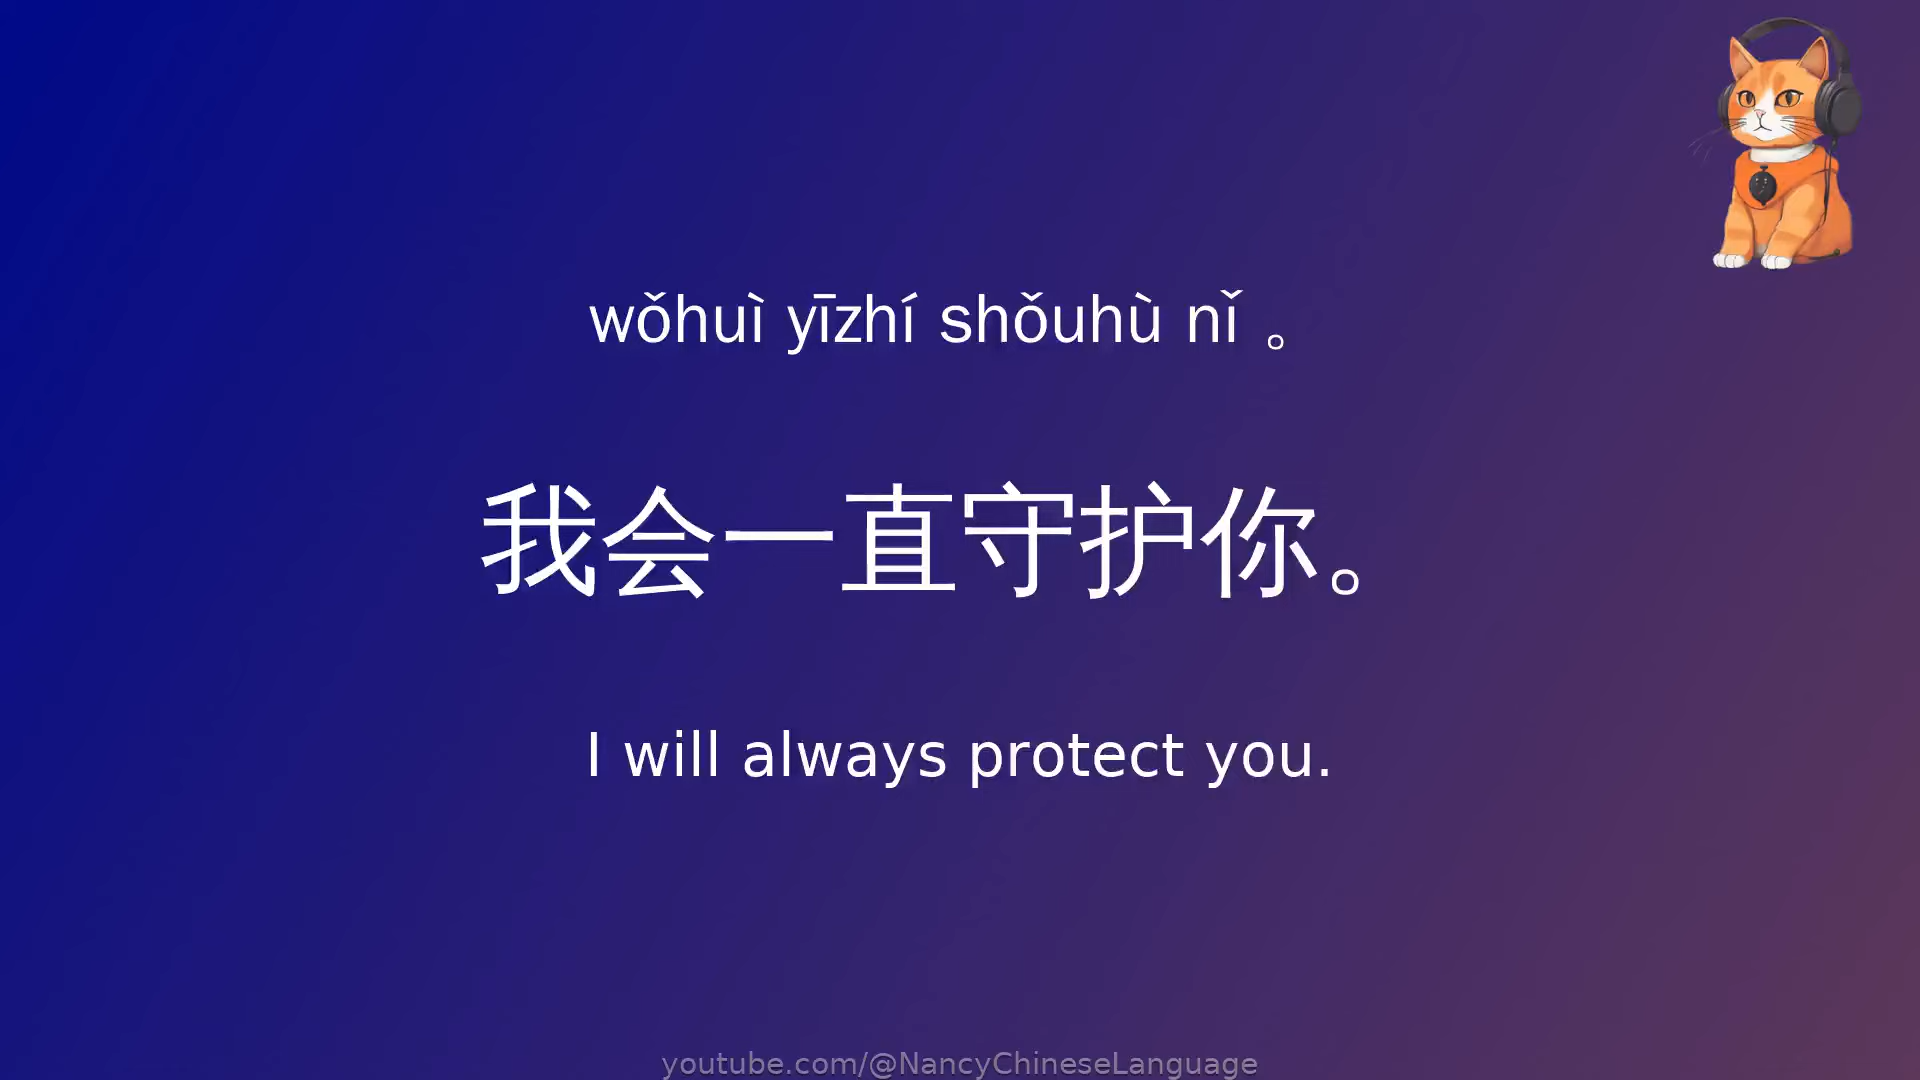 wǒhuì yīzhí shǒuhù nǐ 。
我会一直守护你。
I will always protect you.
youtube.com/@NancyChineseLanguage